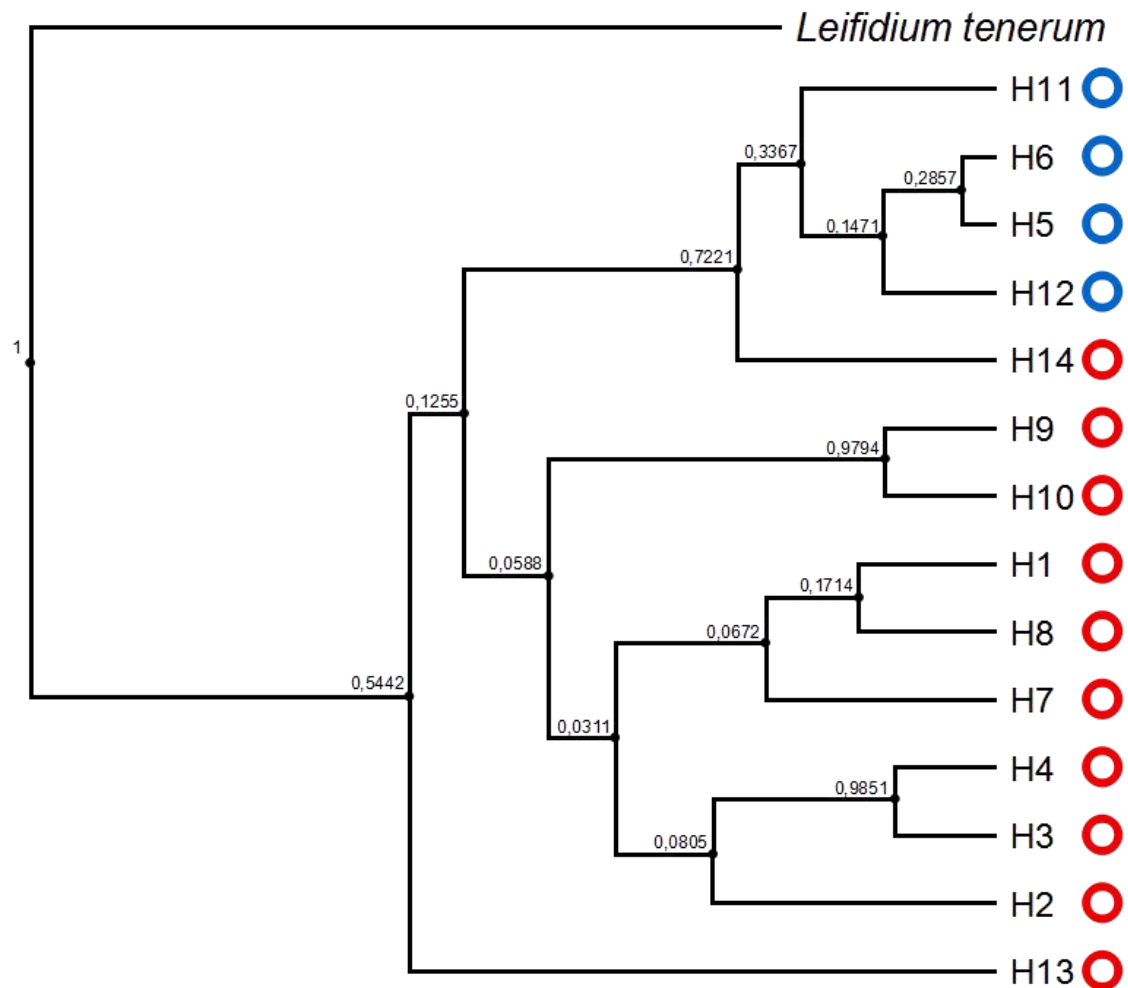 Leifidium tenerum
H11
0,3367
H6
0,2857
H5
0,1471
0,7221
H12
1
H14
0,1255
H9
0,9794
H10
0,0588
H1
0,1714
H8
0,0672
0,5442
H7
0,0311
H4
0,9851
H3
0,0805
H2
H13